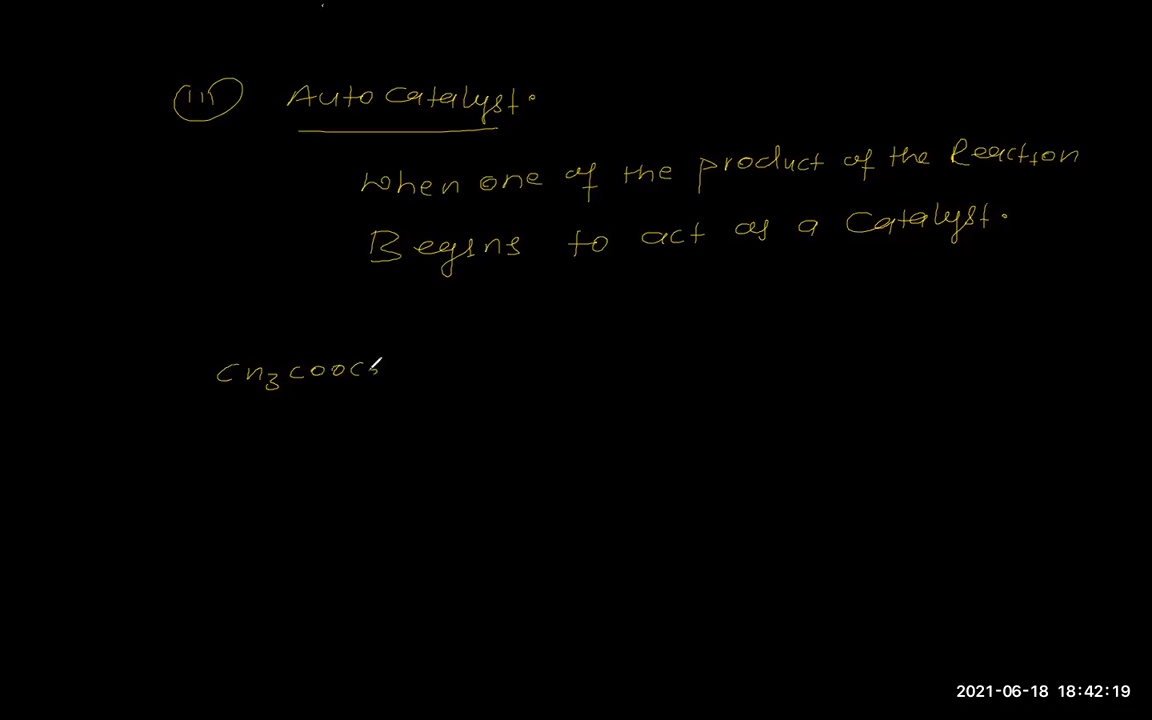 (iii) Auto Catalyst.
When one of the product of the Reaction
Begins to act as a Catalyst.
CH3COOC
2021-06-18 18:42:19